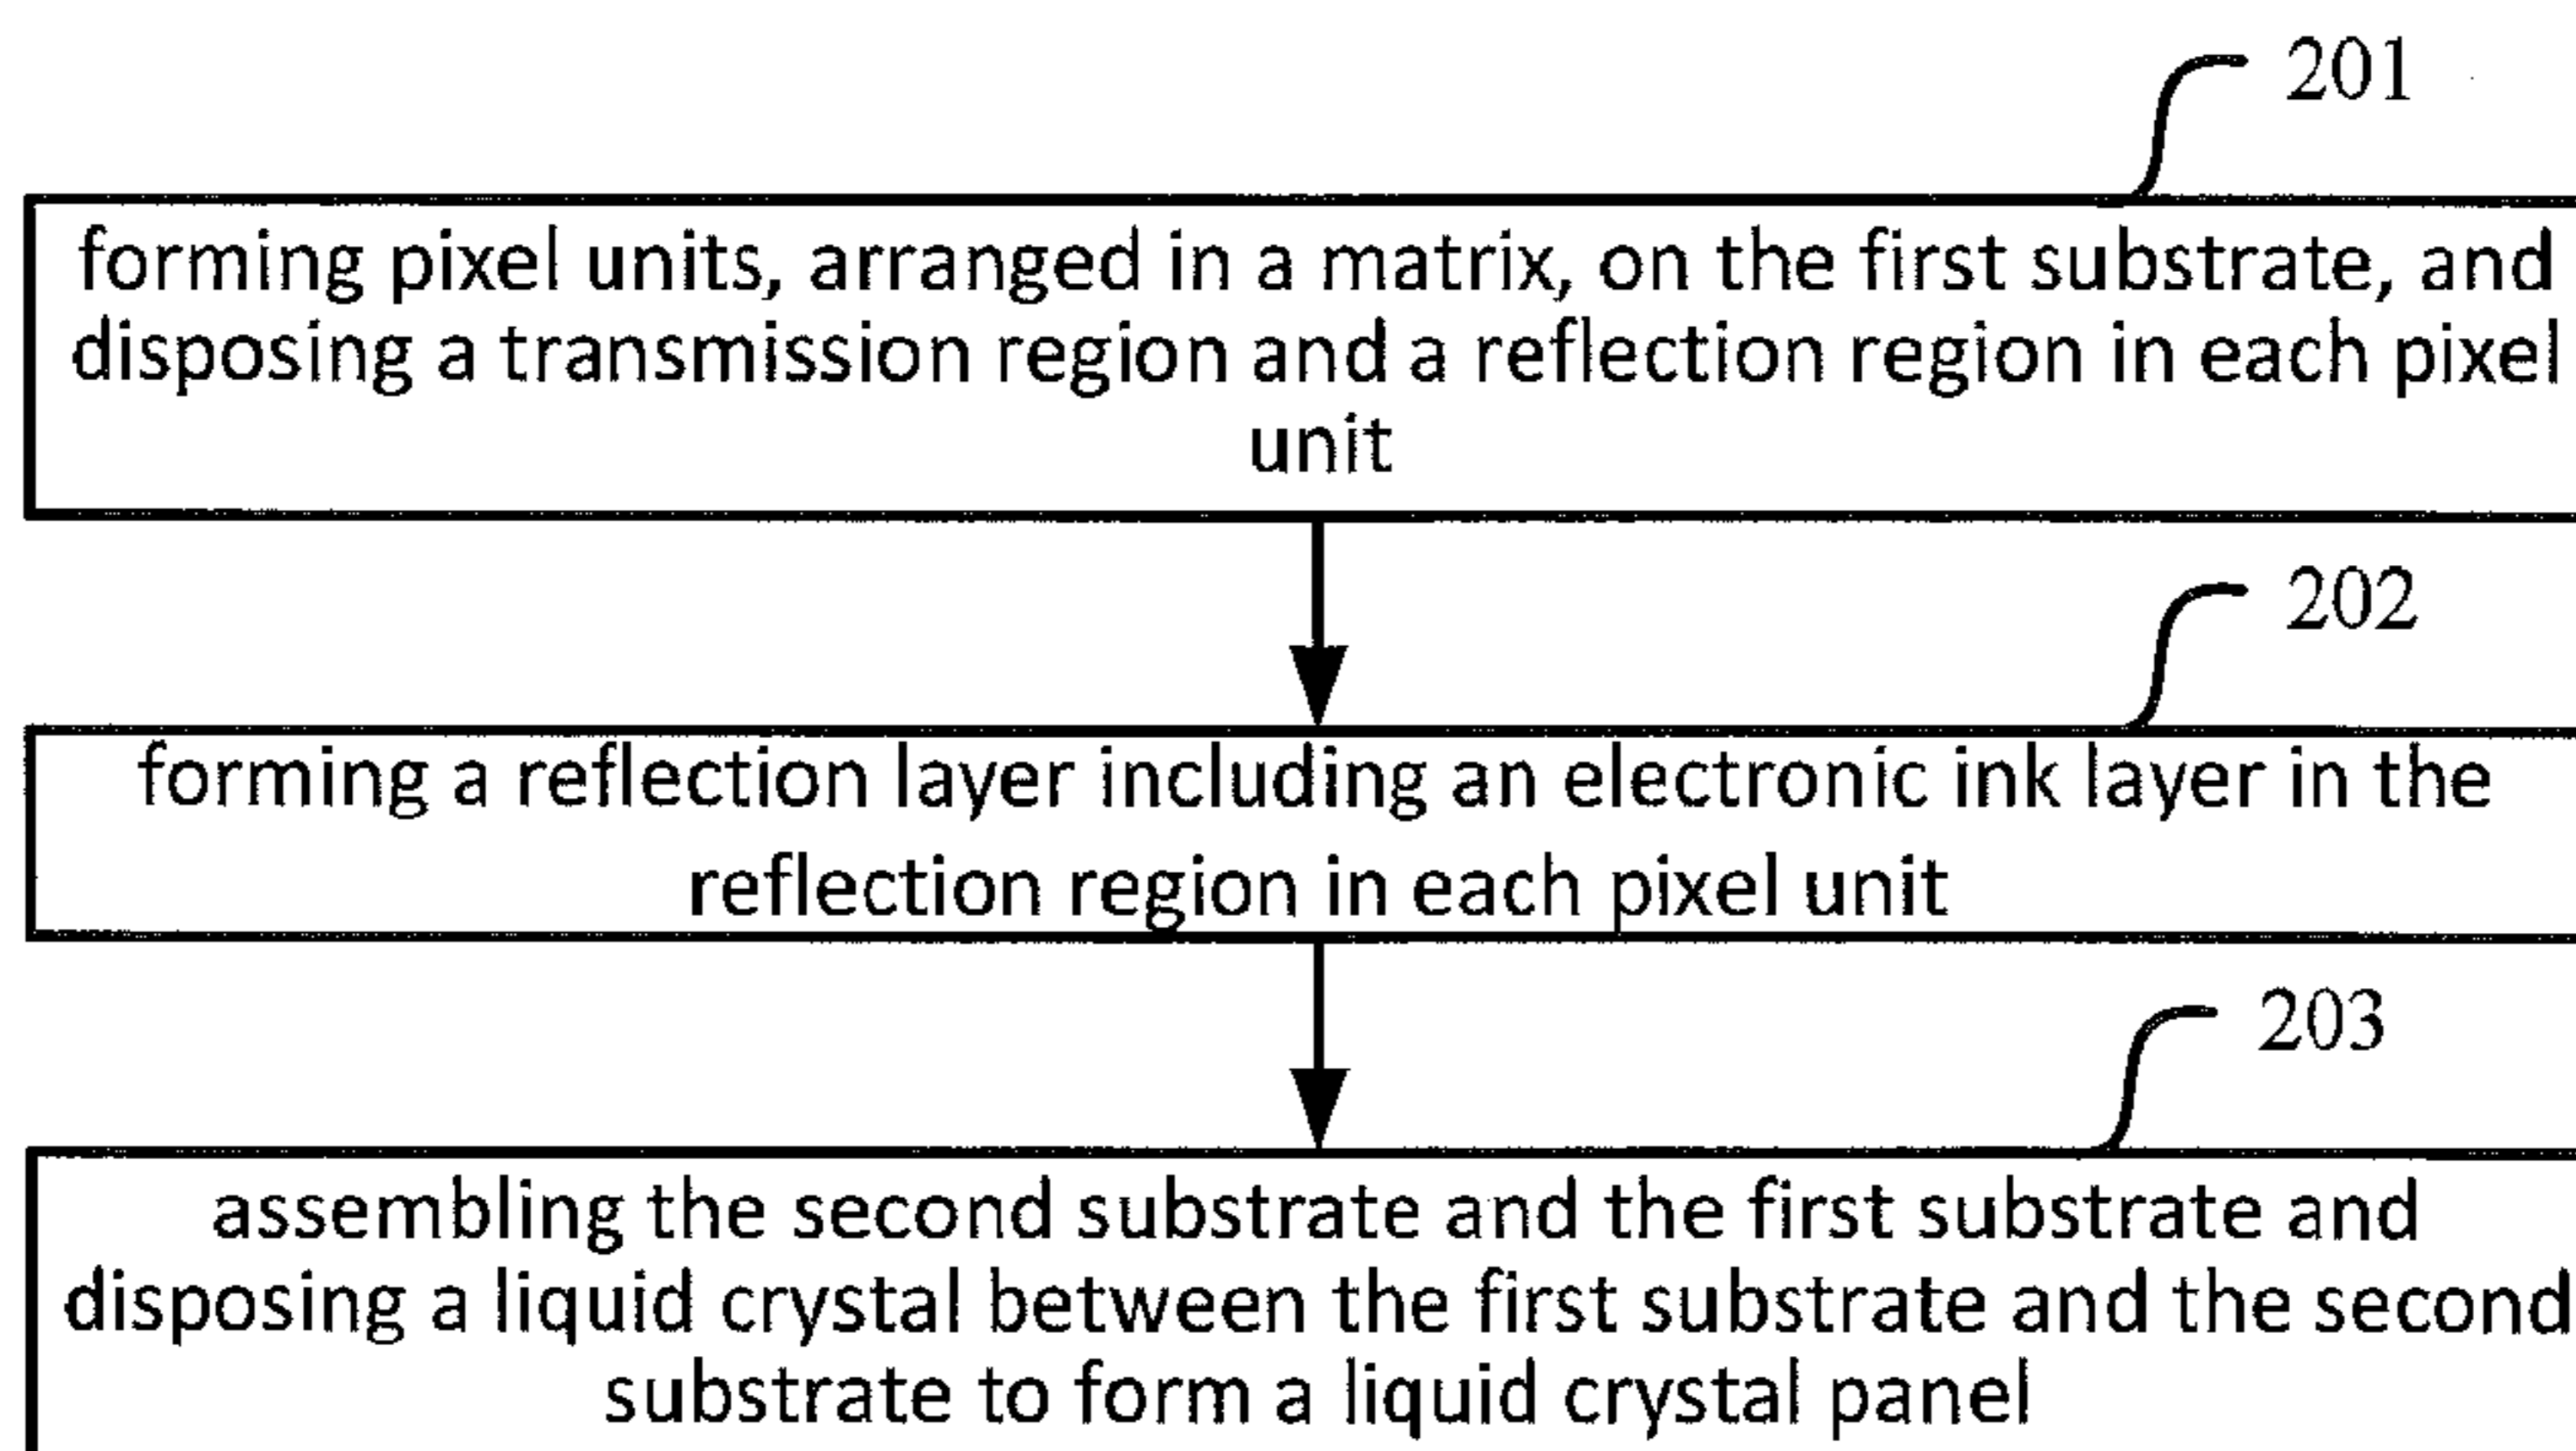 201
forming pixel units, arranged in a matrix, on the first substrate, and
disposing a transmission region and a reflection region in each pixel
unit
202
forming a reflection layer including an electronic ink layer in the
reflection region in each pixel unit
203
assembling the second substrate and the first substrate and
disposing a liquid crystal between the first substrate and the second
substrate to form a liquid crystal panel